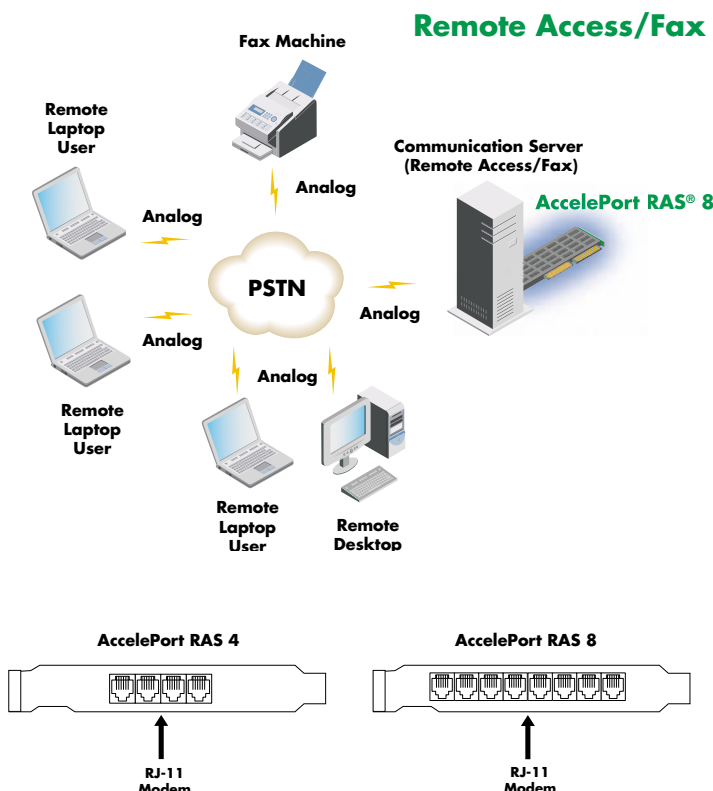 Remote Access/Fax
Fax Machine
Remote
Laptop
User
Communication Server
(Remote Access/Fax)
Analog
AccelePort RAS® 8
Analog
PSTN
Analog
Analog
Analog
Remote
Laptop
User
Remote
Laptop
User
Remote
Desktop
AccelePort RAS 4
AccelePort RAS 8
RJ-11
Modem
RJ-11
Modem